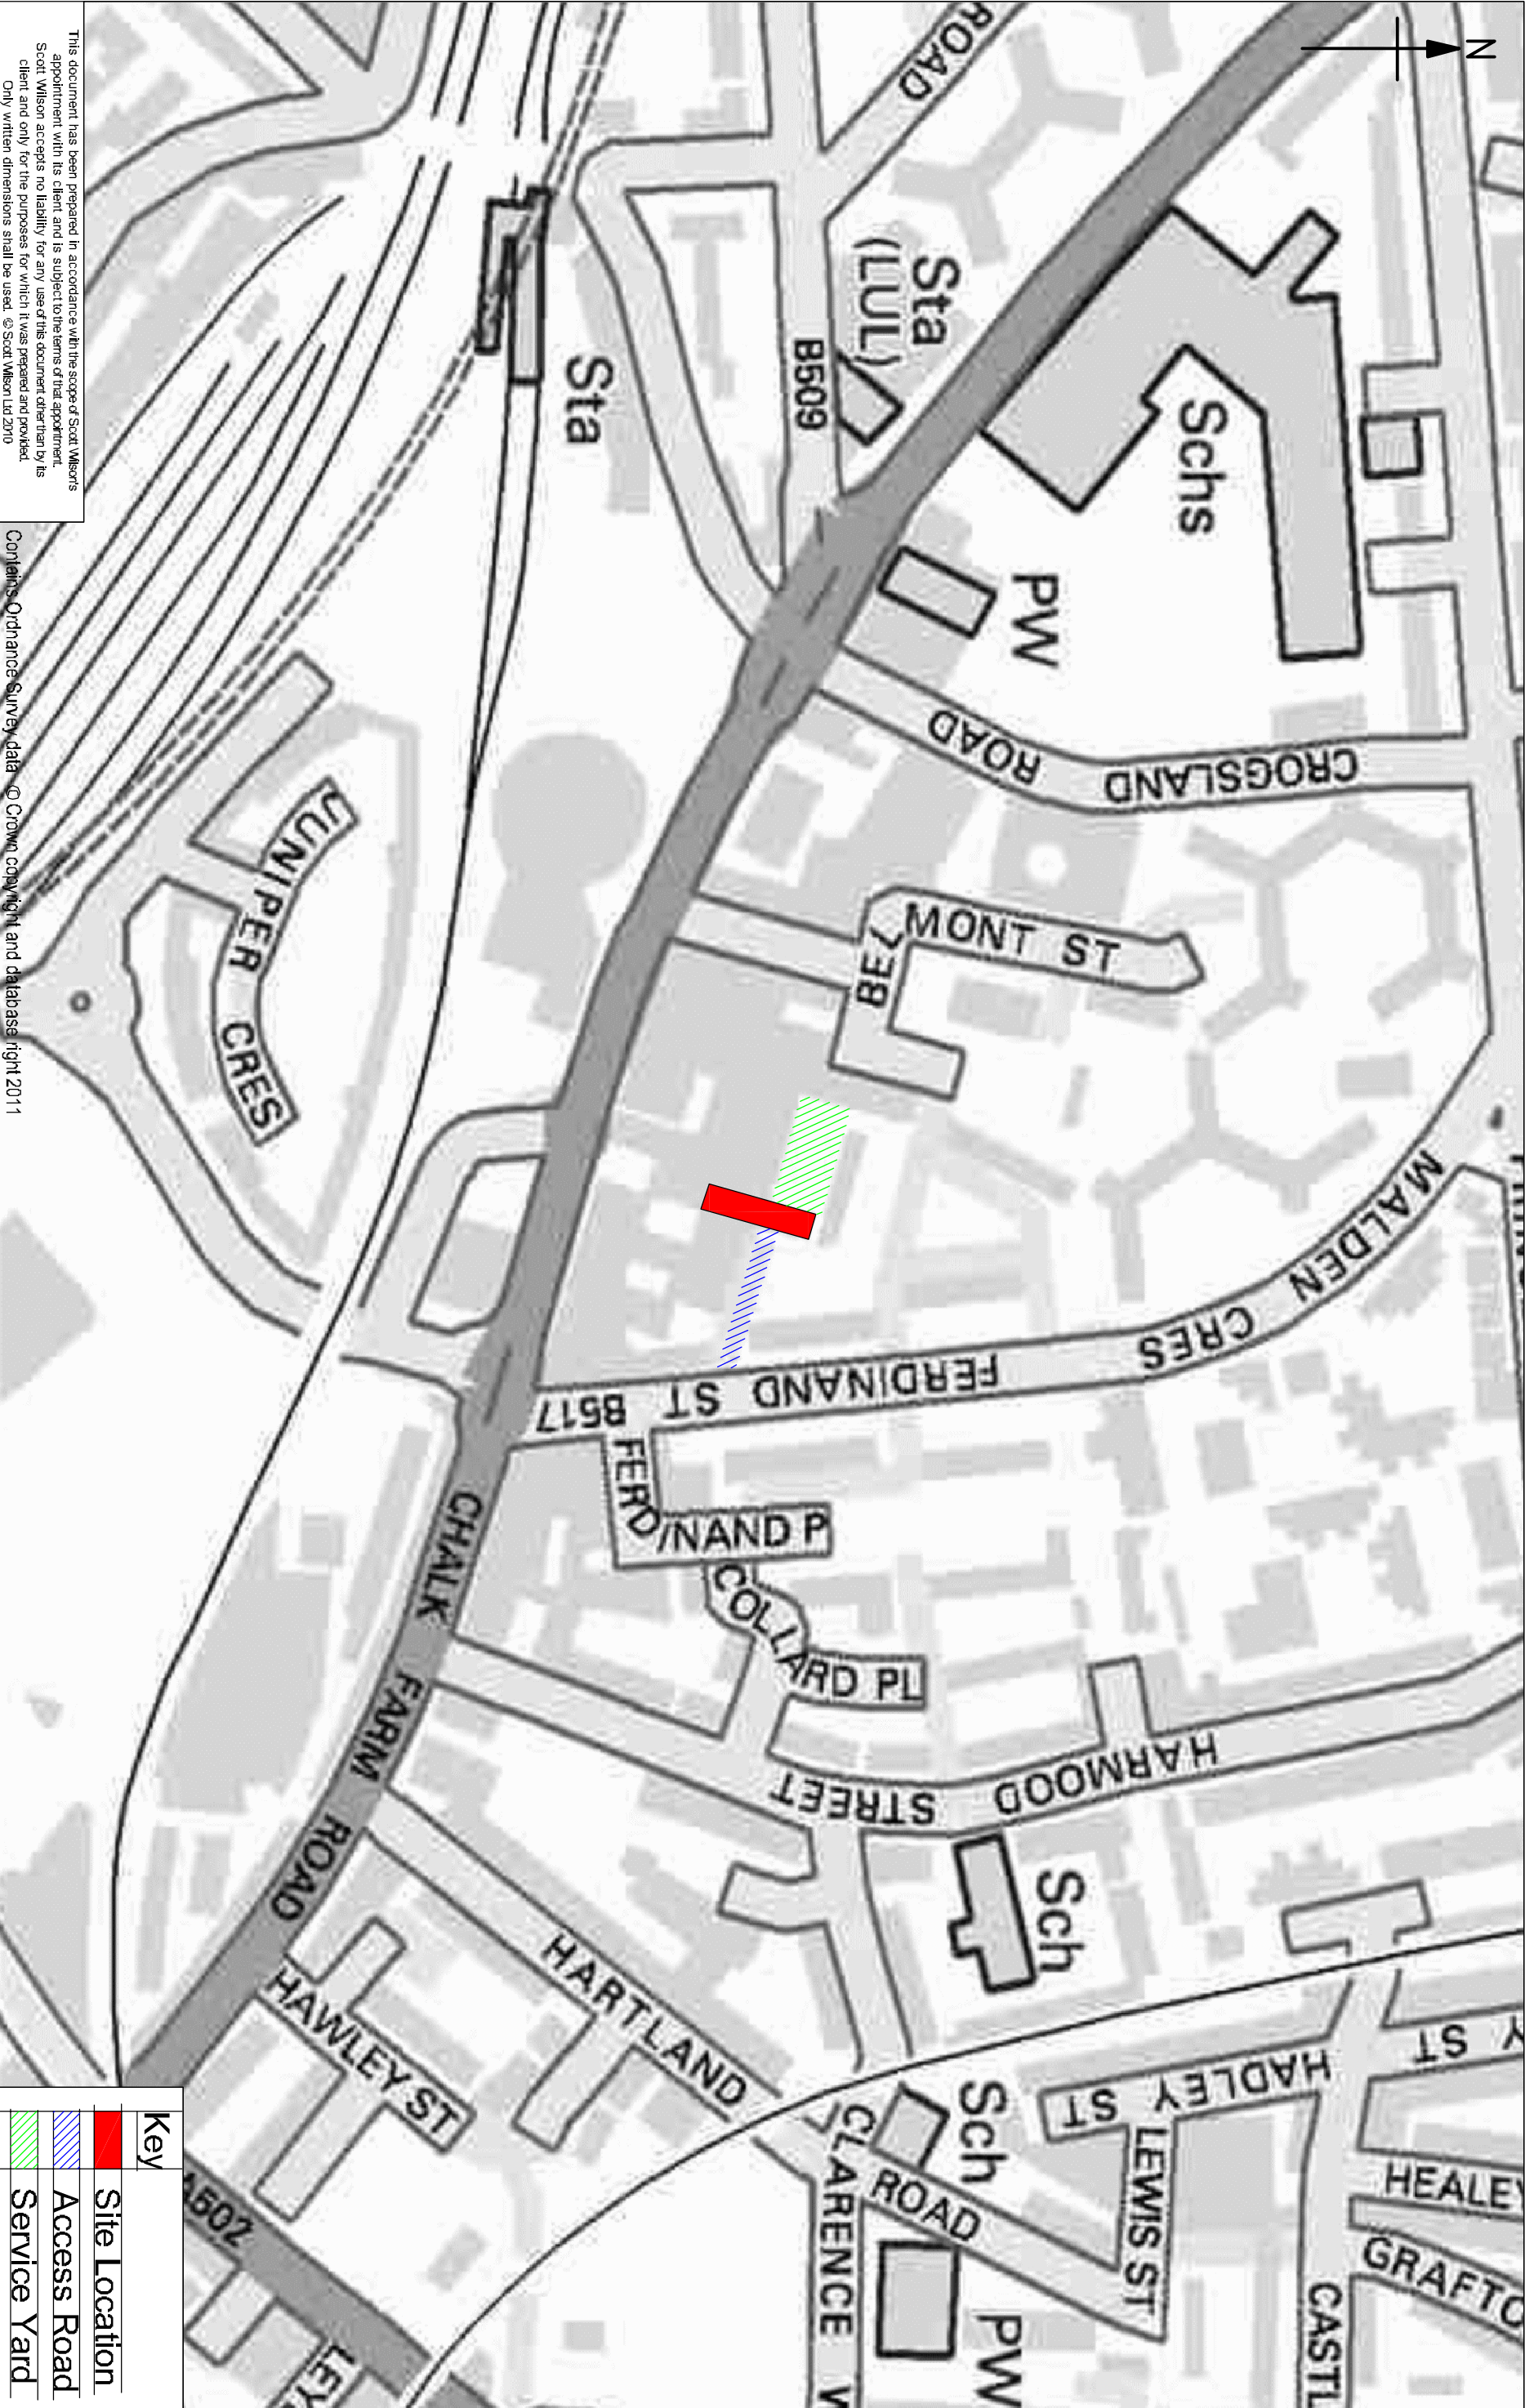 N
ROAD
Sta
(LUL)
B509
Schs
Sta
PW
CROGSLAND ROAD
JUNIPER CRES
BELMONT ST
MALDEN CRES
FERDINAND ST B517
FERDINAND P
COLLARD PL
CHALK FARM ROAD
HARMOOD STREET
Sch
HARTLAND
ROAD
HAWLEY ST
Sch
CLARENCE W
HADLEY ST
Y ST
LEWIS ST
HEALEY
GRAFTO
CASTL
PW
A502
LEY
Key
Site Location
Access Road
Service Yard
This document has been prepared in accordance with the scope of Scott Wilson's
appointment with its client and is subject to the terms of that appointment.
Scott Wilson accepts no liability for any use of this document other than by its
client and only for the purposes for which it was prepared and provided.
Only written dimensions shall be used. © Scott Wilson Ltd 2010
Contains Ordnance Survey data © Crown copyright and database right 2011